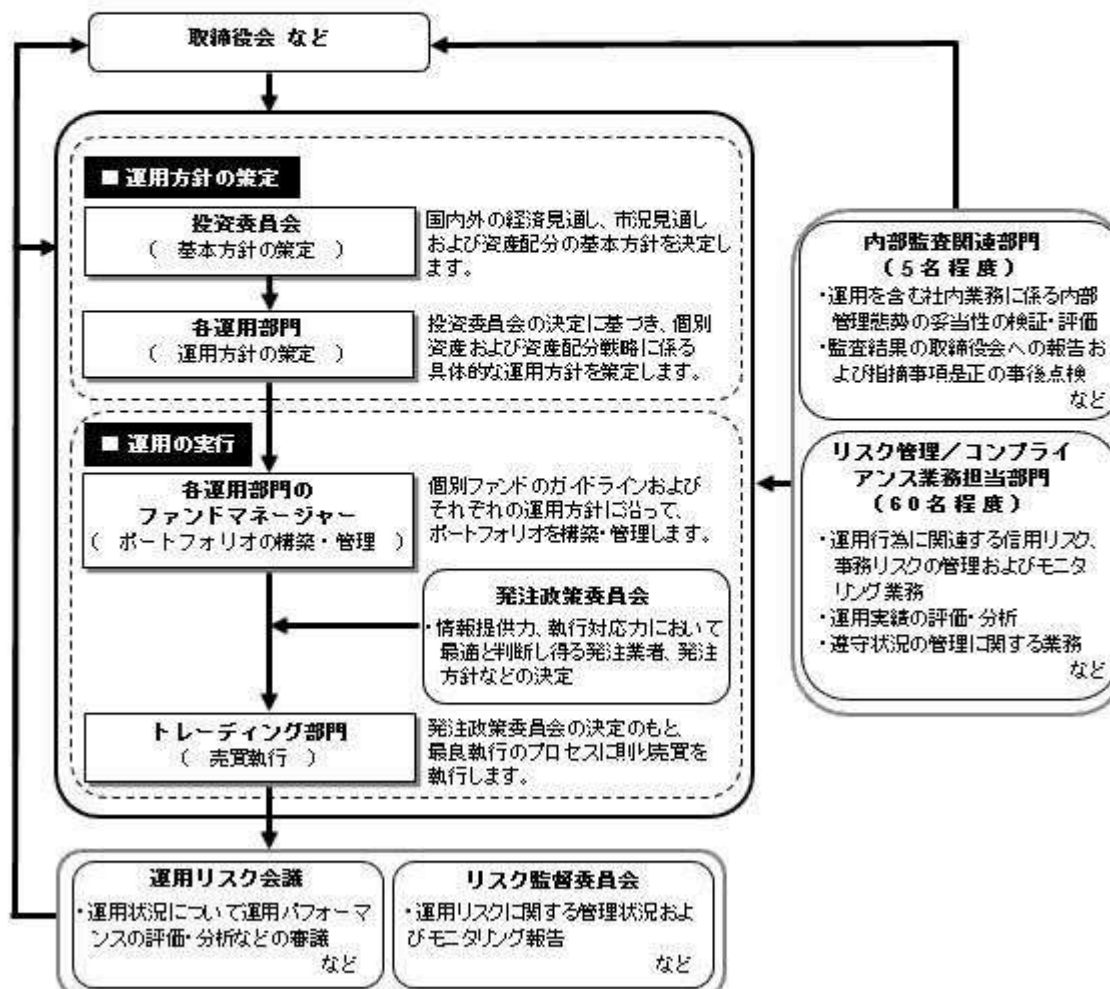 取締役会 など
■ 運用方針の策定
投資委員会
( 基本方針の策定 )
国内外の経済見通し、市況見通し
および資産配分の基本方針を決定し
ます。
各運用部門
( 運用方針の策定 )
投資委員会の決定に基づき、個別
資産および資産配分戦略に係る
具体的な運用方針を策定します。
■ 運用の実行
各運用部門の
ファンドマネージャー
( ポートフォリオの構築・管理 )
個別ファンドのガイドラインおよび
それぞれの運用方針に沿って、
ポートフォリオを構築・管理します。
発注政策委員会
・情報提供力、執行対応力において
最適と判断し得る発注業者、発注
方針などの決定
トレーディング部門
( 売買執行 )
発注政策委員会の決定のもと、
最良執行のプロセスに則り売買を
執行します。
内部監査関連部門
(5名程度)
・運用を含む社内業務に係る内部
管理態勢の妥当性の検証・評価
・監査結果の取締役会への報告お
よび指摘事項是正の事後点検
など
リスク管理/コンプライ
アンス業務担当部門
(60名程度)
・運用行為に関連する信用リスク、
事務リスクの管理およびモニタ
リング業務
・運用実績の評価・分析
・遵守状況の管理に関する業務
など
運用リスク会議
・運用状況について運用パフォーマ
ンスの評価・分析などの審議
など
リスク監督委員会
・運用リスクに関する管理状況およ
びモニタリング報告
など